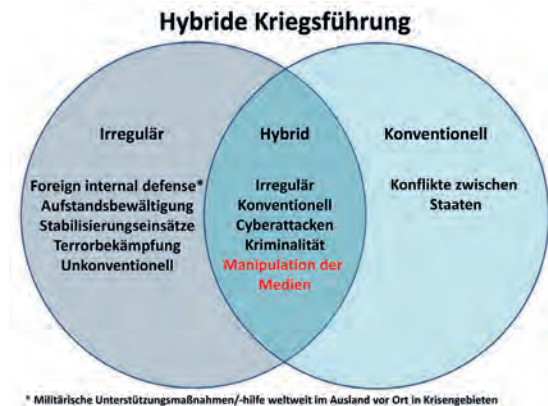 Hybride Kriegsführung
Irregulär
Foreign internal defense*
Aufstandsbewältigung
Stabilisierungseinsätze
Terrorbekämpfung
Unkonventionell
Hybrid
Irregulär
Konventionell
Cyberattacken
Kriminalität
Manipulation der
Medien
Konventionell
Konflikte zwischen
Staaten
* Militärische Unterstützungsmaßnahmen/-hilfe weltweit im Ausland vor Ort in Krisengebieten